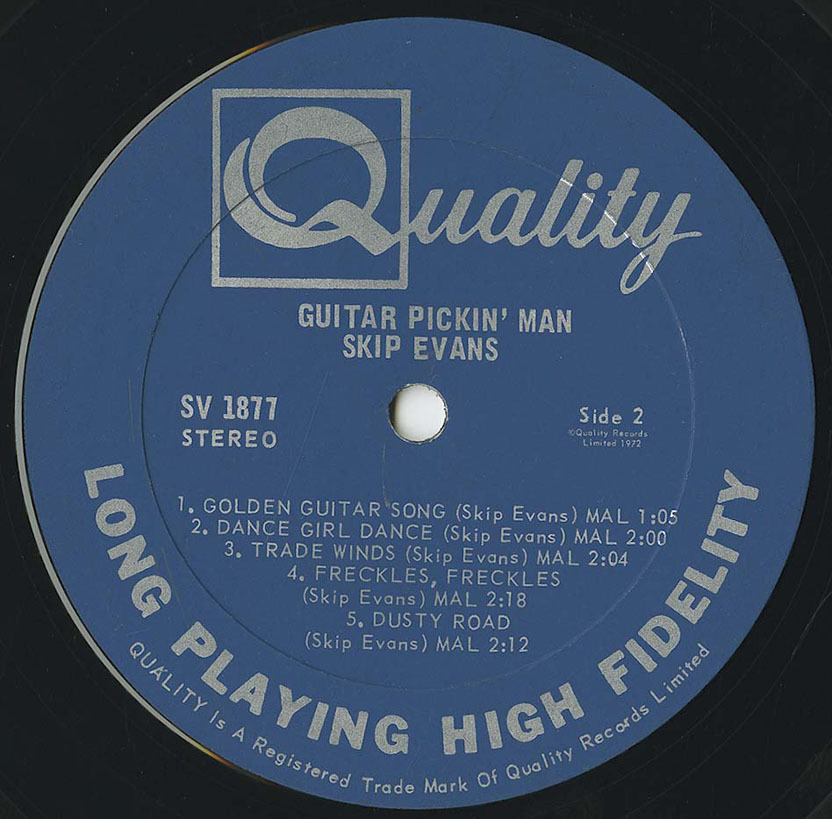 Quality
GUITAR PICKIN' MAN
SKIP EVANS
SV 1877
STEREO
Side 2
©Quality Records
Limited 1972
1. GOLDEN GUITAR SONG (Skip Evans) MAL 1:05
2. DANCE GIRL DANCE (Skip Evans) MAL 2:00
3. TRADE WINDS (Skip Evans) MAL 2:04
4. FRECKLES, FRECKLES
(Skip Evans) MAL 2:18
5. DUSTY ROAD
(Skip Evans) MAL 2:12
LONG PLAYING HIGH FIDELITY
QUALITY Is A Registered Trade Mark Of Quality Records Limited